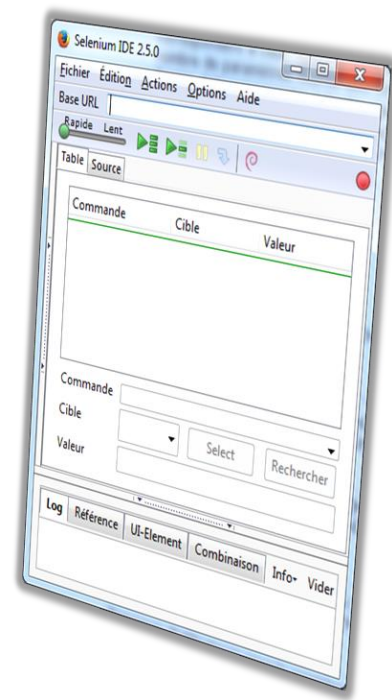 Selenium IDE 2.5.0
Fichier Édition Actions Options Aide
Base URL
Rapide Lent
Table Source
Commande Cible Valeur
Commande
Cible Select Rechercher
Valeur
Log Référence UI-Element Combinaison Info Vider